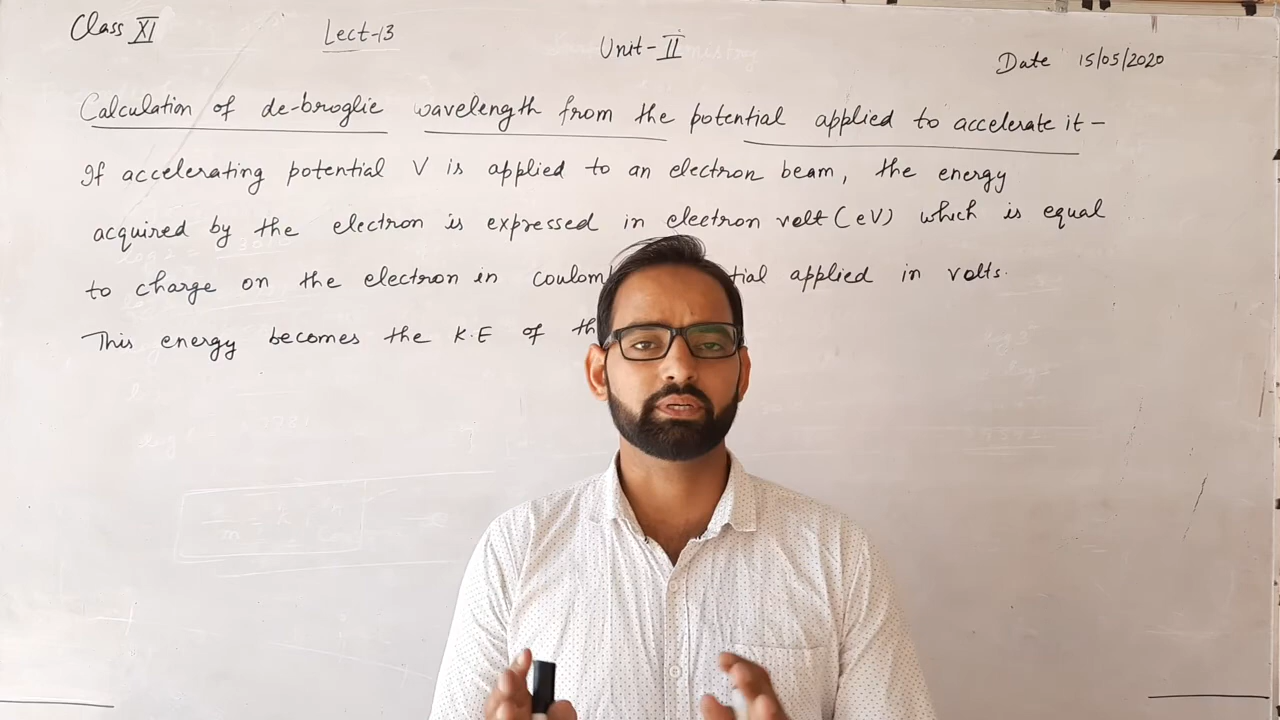 Class XI
Lect-13
Unit-II
Date 15/05/2020
Calculation of de-broglie wavelength from the potential applied to accelerate it -
If accelerating potential V is applied to an electron beam, the energy
acquired by the electron is expressed in electron volt (eV) which is equal
to charge on the electron in coulom tial applied in volts.
This energy becomes the K.E of th